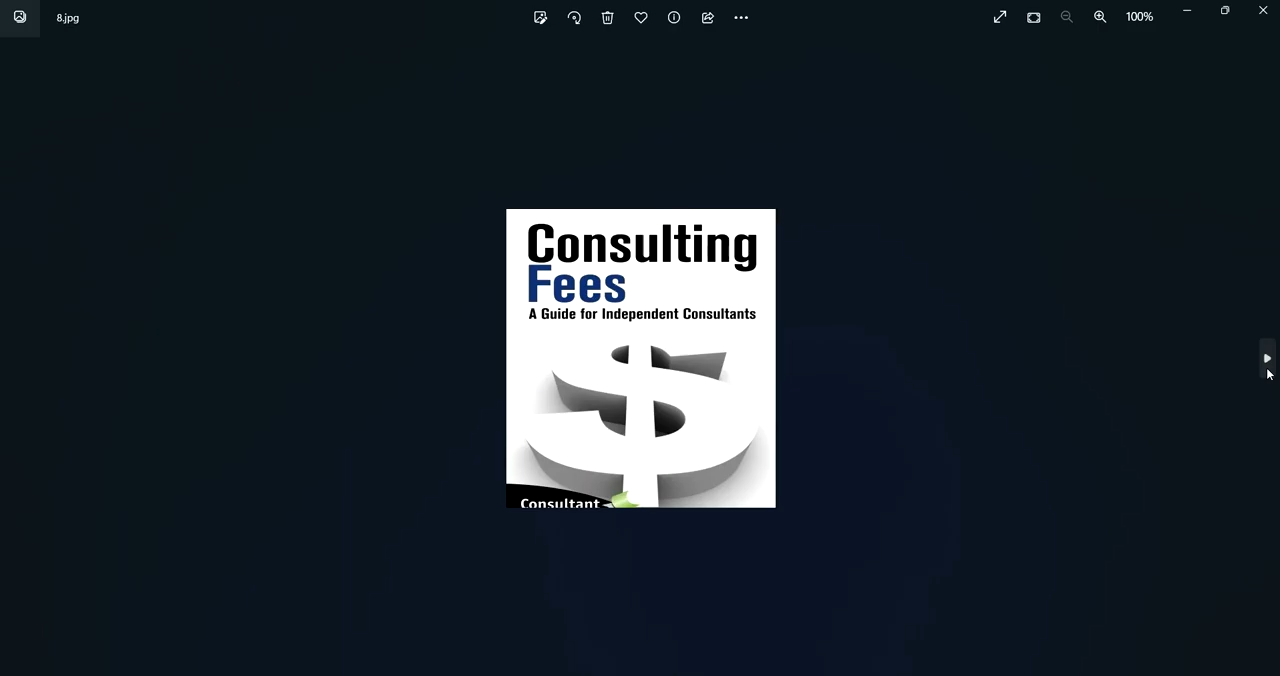 8.jpg
100%
Consulting
Fees
A Guide for Independent Consultants
Consultant